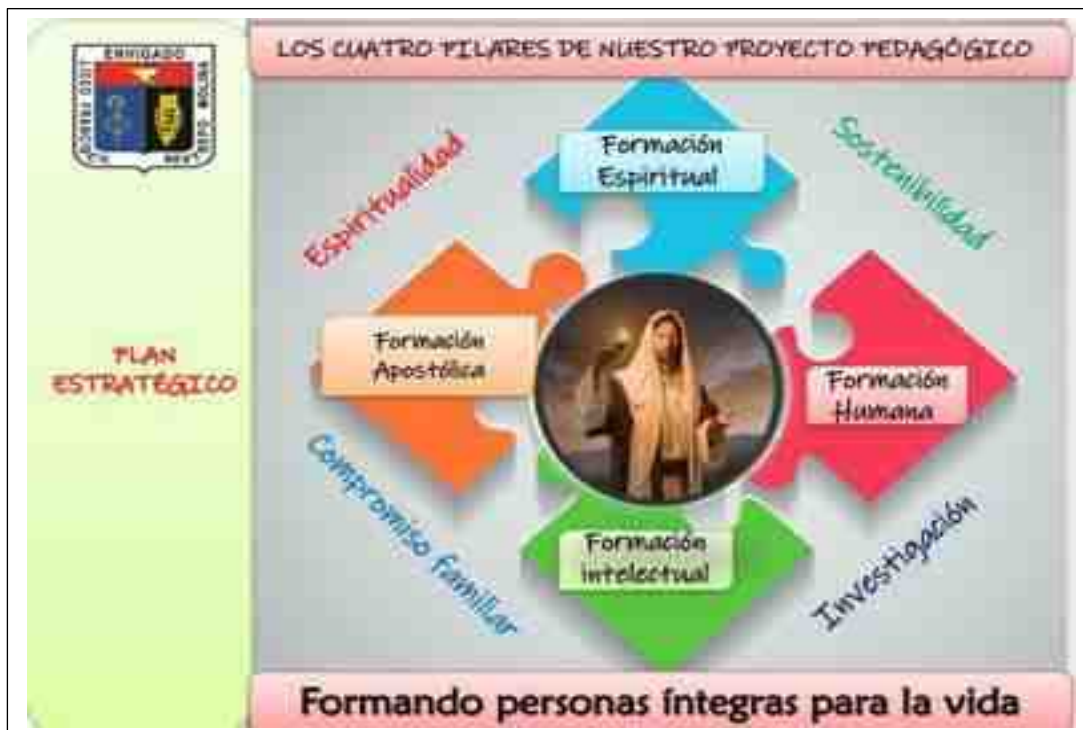 ENVIGADO
LOS CUATRO PILARES DE NUESTRO PROYECTO PEDAGÓGICO
PLAN
ESTRATÉGICO
Espiritualidad
Sostenibilidad
Formación
Espiritual
Formación
Apostólica
Formación
Humana
Formación
intelectual
Compromiso familiar
Investigación
Formando personas íntegras para la vida